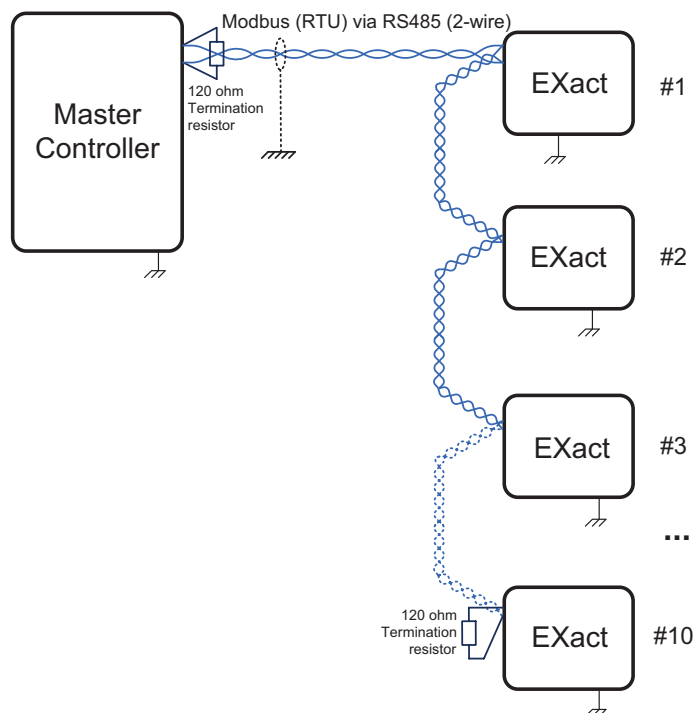 Modbus (RTU) via RS485 (2-wire)
120 ohm
Termination
resistor
Master
Controller
EXact
#1
EXact
#2
EXact
#3
...
120 ohm
Termination
resistor
EXact
#10